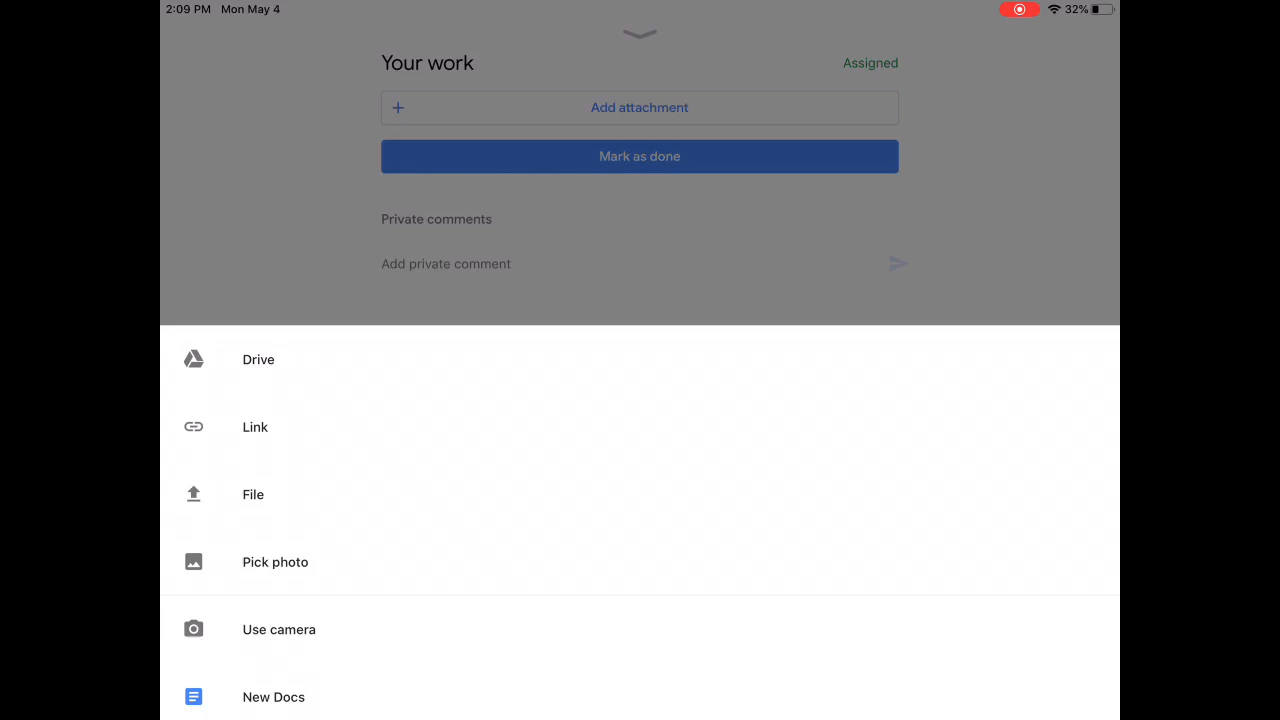 2:09 PM Mon May 4 32%
Your work Assigned
Add attachment
Mark as done
Private comments
Add private comment
Drive
Link
File
Pick photo
Use camera
New Docs